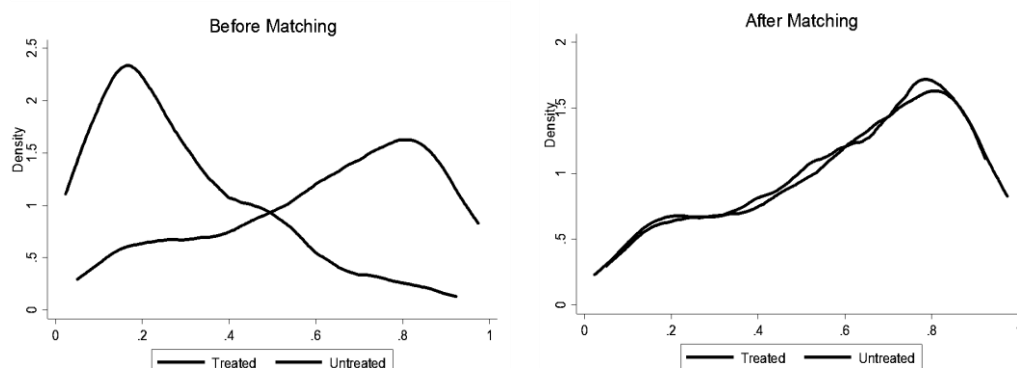 Before Matching
Density
0 .5 1 1.5 2 2.5
0 .2 .4 .6 .8 1
Treated Untreated
After Matching
Density
0 .5 1 1.5 2
0 .2 .4 .6 .8 1
Treated Untreated